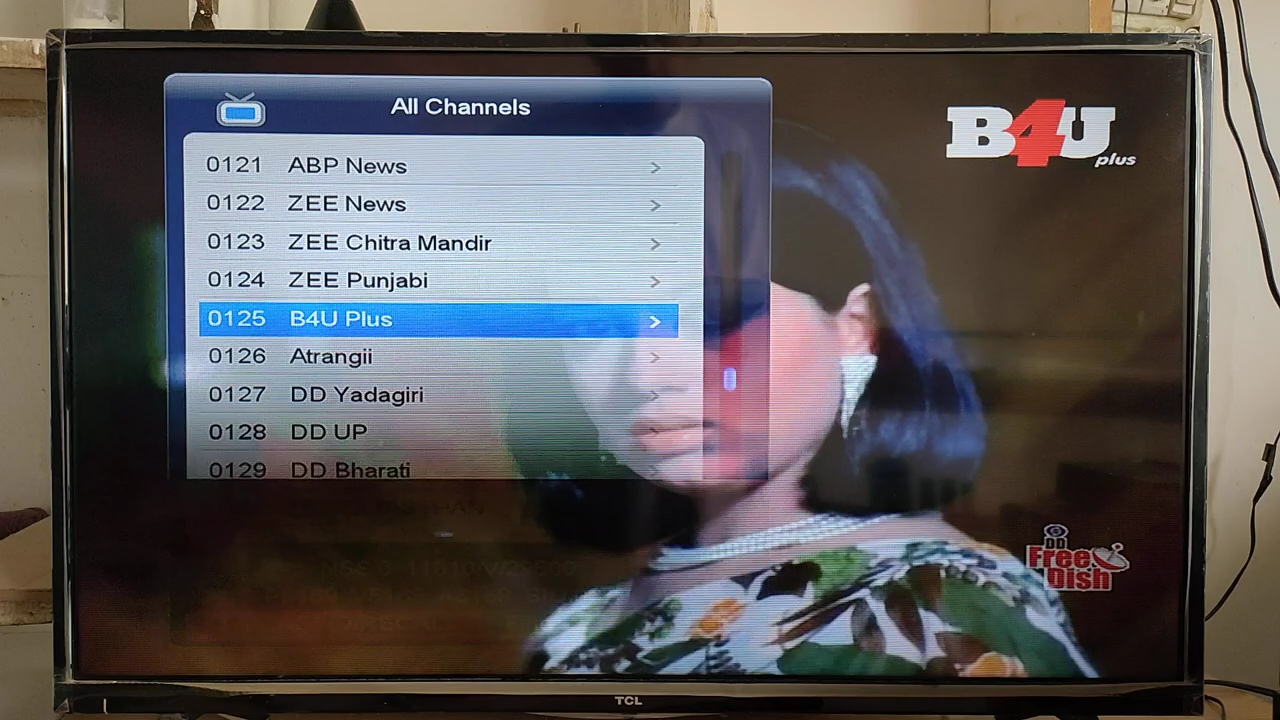 All Channels
B4U
plus
0121 ABP News >
0122 ZEE News >
0123 ZEE Chitra Mandir >
0124 ZEE Punjabi >
0125 B4U Plus >
0126 Atrangii >
0127 DD Yadagiri >
0128 DD UP >
0129 DD Bharati >
DD
Free
Dish
TCL